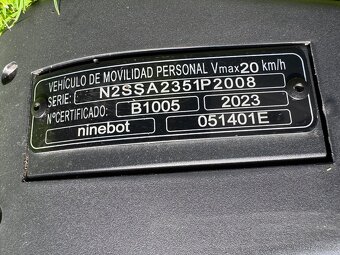 VEHÍCULO DE MOVILIDAD PERSONAL Vmax 20 km/h
SERIE: N2SSA2351P2008
NºCERTIFICADO: B1005 2023
ninebot 051401E